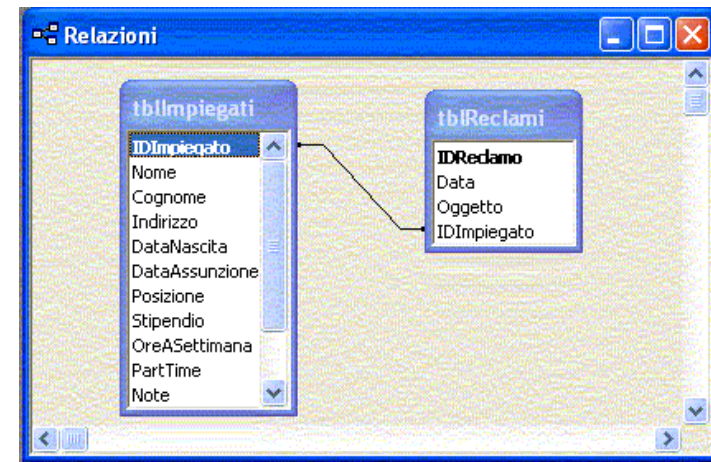 Relazioni
tblImpiegati
IDImpiegato
Nome
Cognome
Indirizzo
DataNascita
DataAssunzione
Posizione
Stipendio
OreASettimana
PartTime
Note
tblReclami
IDReclamo
Data
Oggetto
IDImpiegato